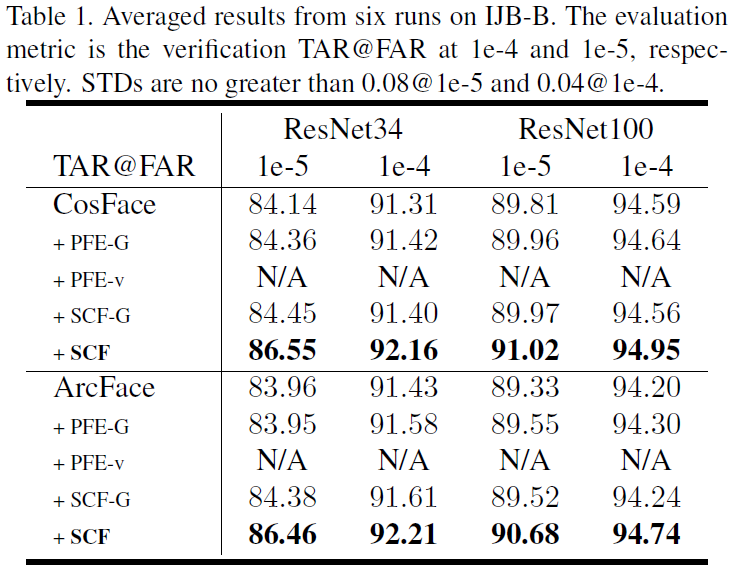 Table 1. Averaged results from six runs on IJB-B. The evaluation
metric is the verification TAR@FAR at 1e-4 and 1e-5, respec-
tively. STDs are no greater than 0.08@1e-5 and 0.04@1e-4.
ResNet34 ResNet100
TAR@FAR 1e-5 1e-4 1e-5 1e-4
CosFace 84.14 91.31 89.81 94.59
+ PFE-G 84.36 91.42 89.96 94.64
+ PFE-v N/A N/A N/A N/A
+ SCF-G 84.45 91.40 89.97 94.56
+ SCF 86.55 92.16 91.02 94.95
ArcFace 83.96 91.43 89.33 94.20
+ PFE-G 83.95 91.58 89.55 94.30
+ PFE-v N/A N/A N/A N/A
+ SCF-G 84.38 91.61 89.52 94.24
+ SCF 86.46 92.21 90.68 94.74